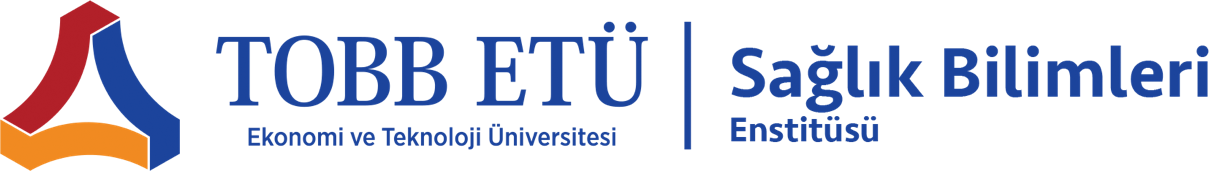 TOBB ETÜ
Ekonomi ve Teknoloji Üniversitesi
Sağlık Bilimleri
Enstitüsü